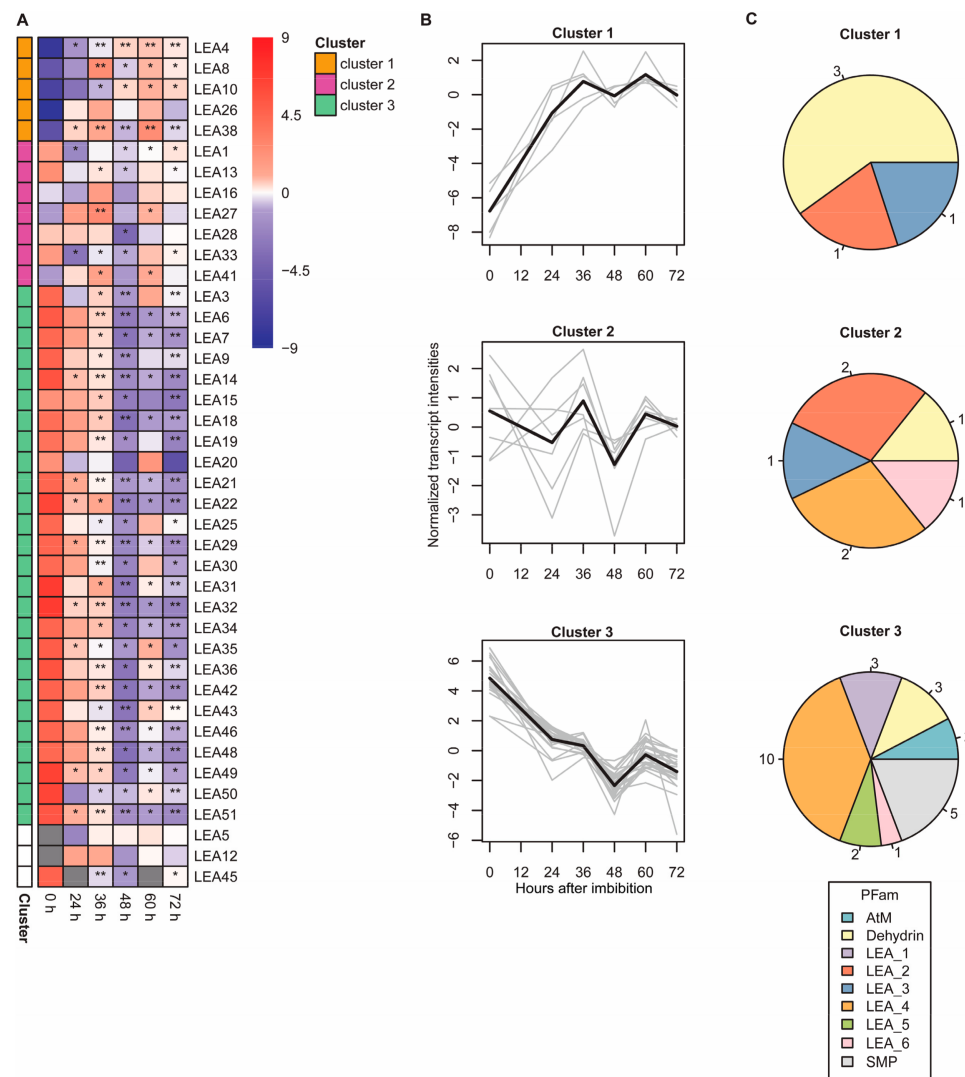 A
B
C
* ** ** ** ** LEA4
** * * * LEA8
* * * * LEA10
LEA26
* ** ** ** ** LEA38
* * * * LEA1
* * * LEA13
LEA16
** * LEA27
* LEA28
* * * * LEA33
* * LEA41
* ** ** LEA3
** ** * ** LEA6
* * * ** LEA7
* ** ** LEA9
* ** ** * ** LEA14
* * ** LEA15
* ** * ** LEA18
** * ** LEA19
LEA20
* ** ** * ** LEA21
* * ** * ** LEA22
* * * LEA25
* ** ** * ** LEA29
** * * LEA30
* ** * ** LEA31
* ** ** * ** LEA32
* * * ** LEA34
* * * * * LEA35
** * * ** LEA36
** * * ** LEA42
* ** * ** LEA43
** ** * ** LEA46
** * * ** LEA48
* * * * * LEA49
* * * ** LEA50
* ** ** * ** LEA51
LEA5
LEA12
** * * LEA45
Cluster
0 h
24 h
36 h
48 h
60 h
72 h
9
4.5
0
−4.5
−9
Cluster
cluster 1
cluster 2
cluster 3
Cluster 1
2
0
−2
−4
−6
−8
0 12 24 36 48 60 72
Cluster 2
Normalized transcript intensities
2
1
0
−1
−2
−3
0 12 24 36 48 60 72
Cluster 3
6
4
2
0
−2
−4
−6
0 12 24 36 48 60 72
Hours after imbibition
Cluster 1
3
1
1
Cluster 2
2
1
1
2
1
Cluster 3
3
3
10
5
2
1
PFam
AtM
Dehydrin
LEA_1
LEA_2
LEA_3
LEA_4
LEA_5
LEA_6
SMP